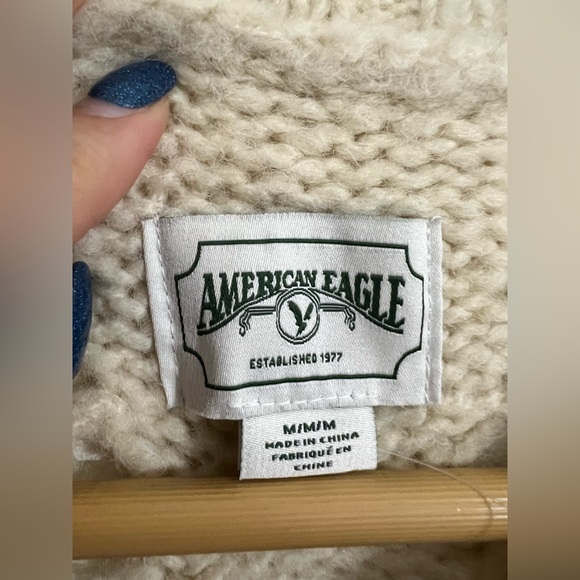 AMERICAN EAGLE
ESTABLISHED 1977
M/M/M
MADE IN CHINA
FABRIQUÉ EN
CHINE